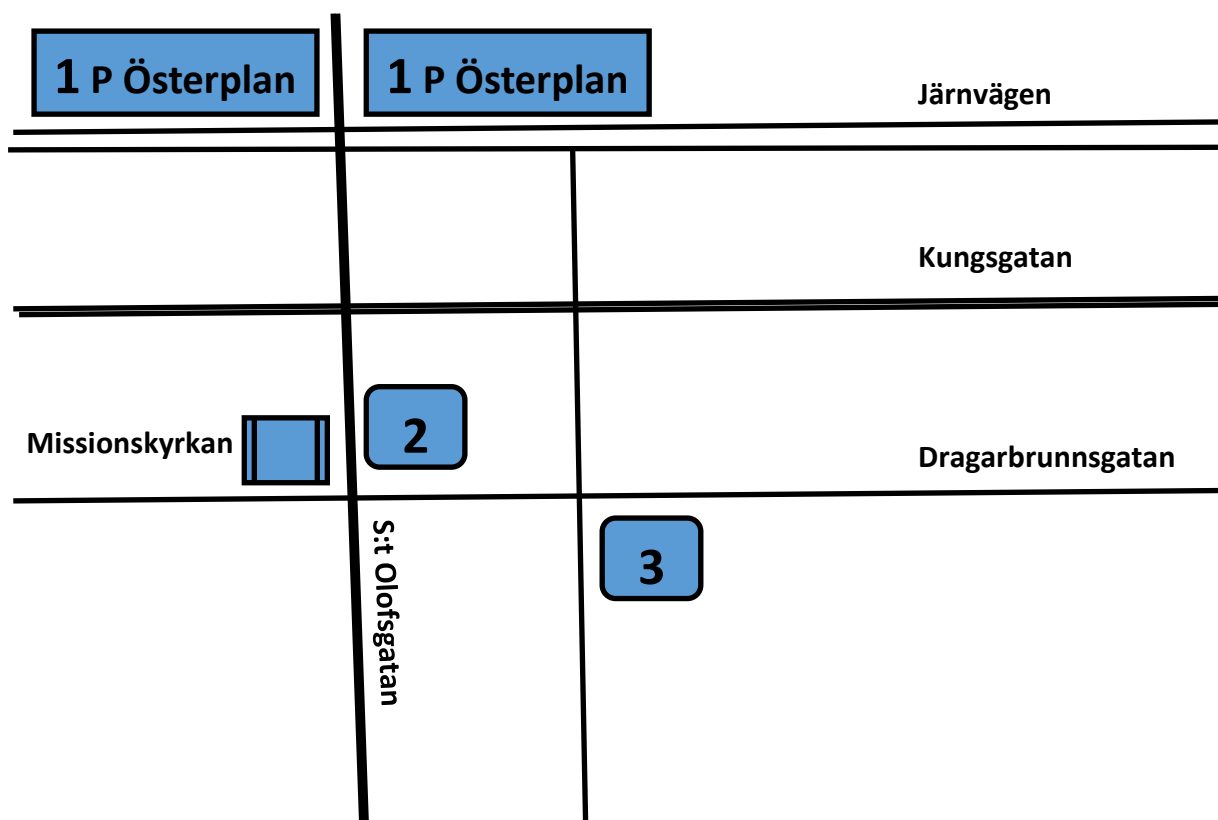 1 P Österplan
1 P Österplan
Järnvägen
Kungsgatan
Missionskyrkan
2
Dragarbrunnsgatan
S:t Olofsgatan
3